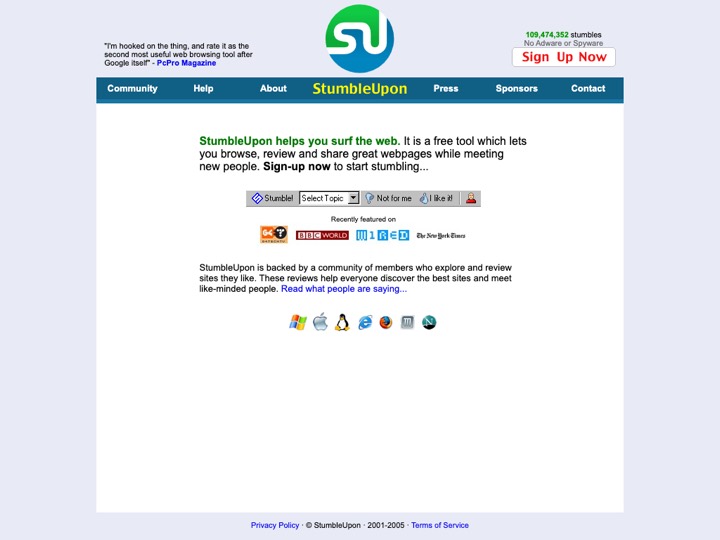 "I'm hooked on the thing, and rate it as the
second most useful web browsing tool after
Google itself" - PcPro Magazine
SU
109,474,352 stumbles
No Adware or Spyware
Sign Up Now
Community Help About StumbleUpon Press Sponsors Contact
StumbleUpon helps you surf the web. It is a free tool which lets
you browse, review and share great webpages while meeting
new people. Sign-up now to start stumbling...
Stumble! Select Topic Not for me I like it!
Recently featured on
BBC WORLD WIRED The New York Times
StumbleUpon is backed by a community of members who explore and review
sites they like. These reviews help everyone discover the best sites and meet
like-minded people. Read what people are saying...
Privacy Policy · © StumbleUpon · 2001-2005 · Terms of Service